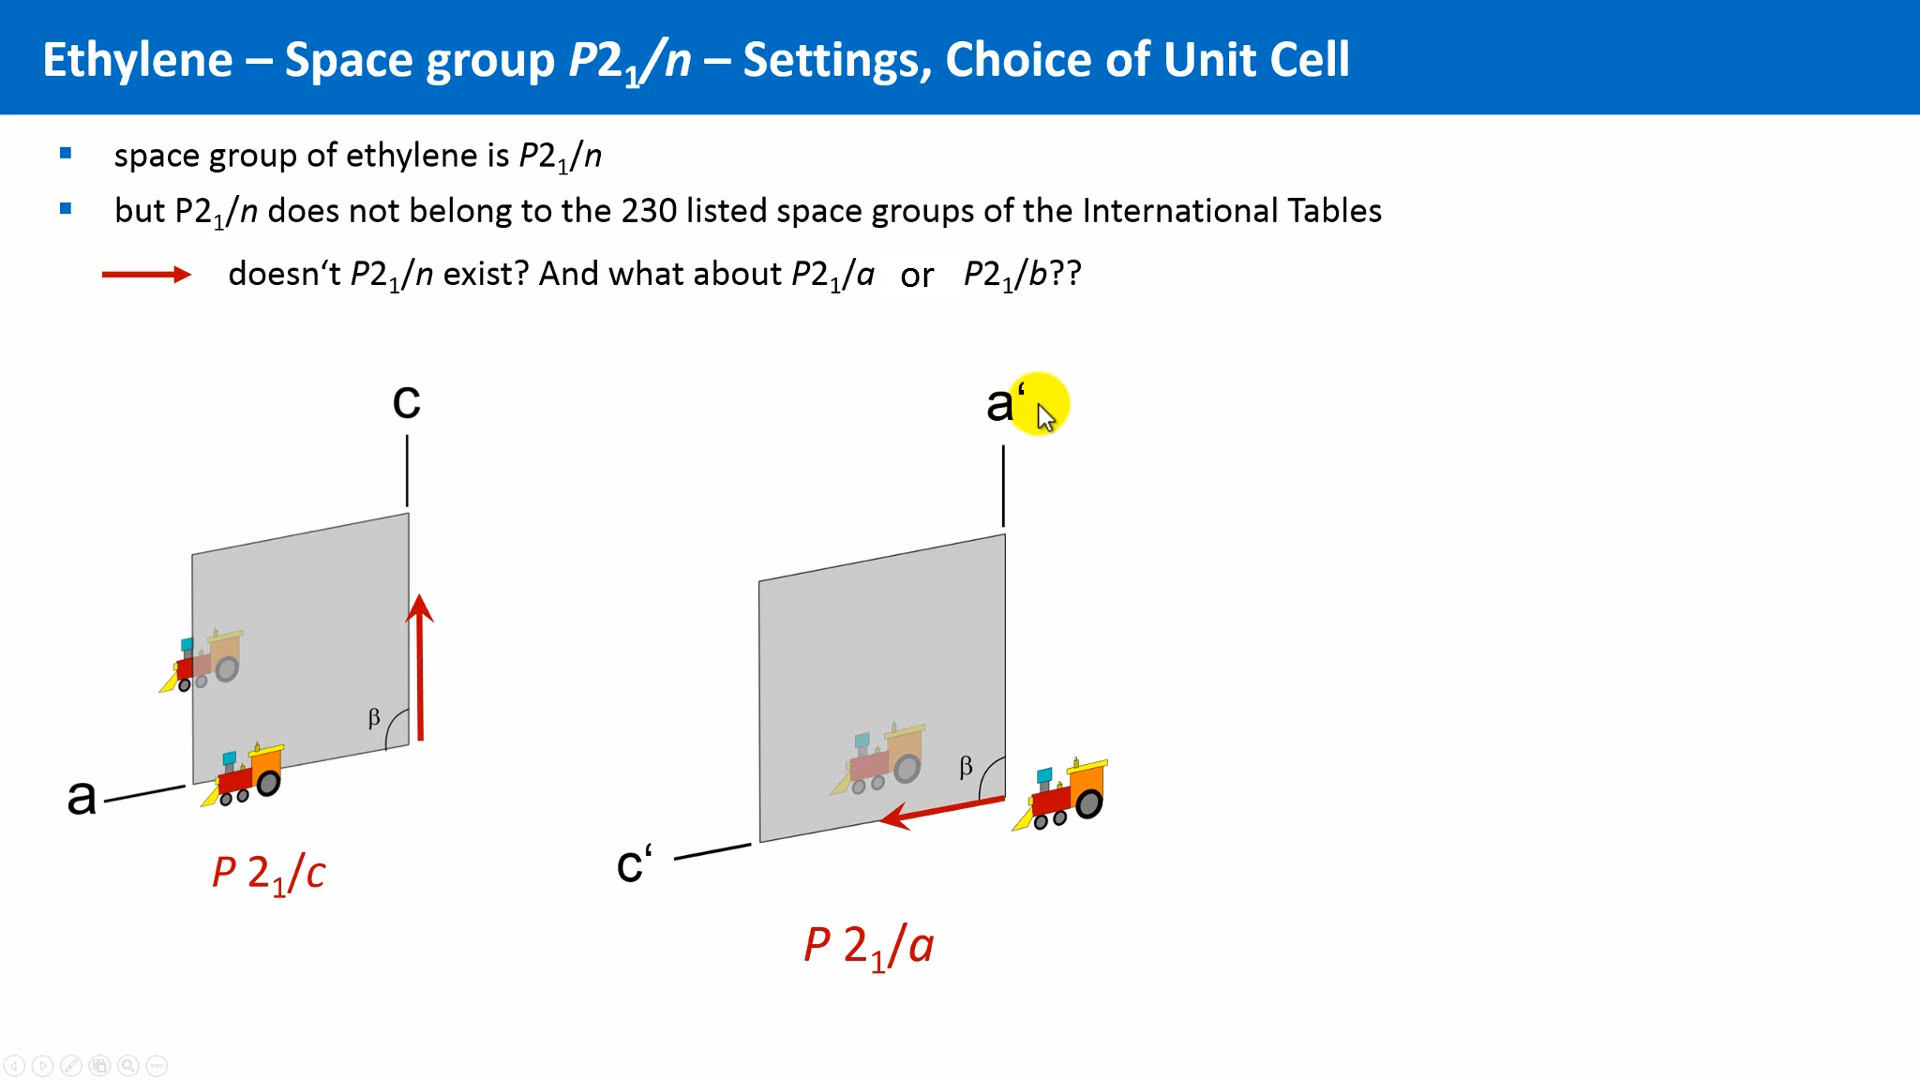 Ethylene – Space group P2₁/n – Settings, Choice of Unit Cell
▪ space group of ethylene is P2₁/n
▪ but P2₁/n does not belong to the 230 listed space groups of the International Tables
doesn‘t P2₁/n exist? And what about P2₁/a or P2₁/b??
c
a‘
β
β
a
c‘
P 2₁/c
P 2₁/a